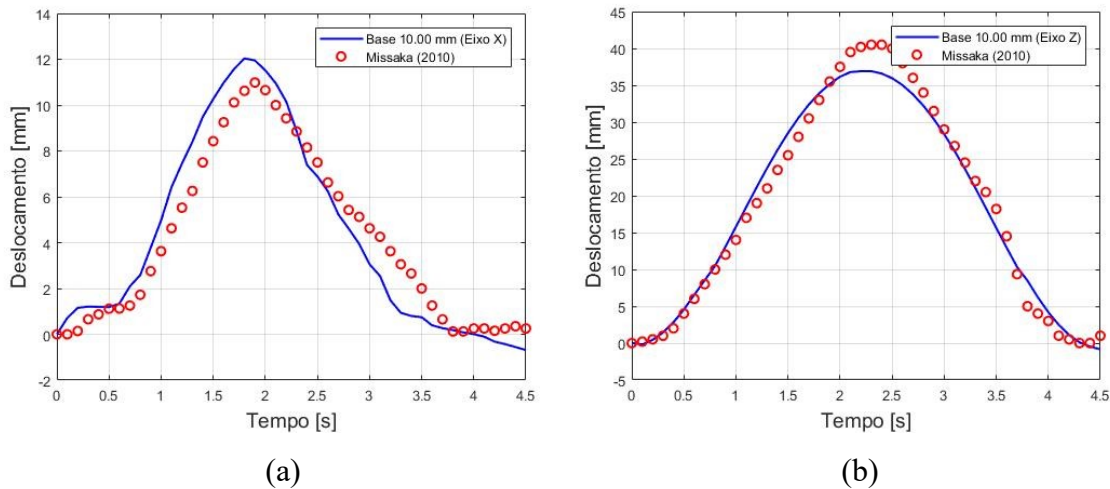 14
12
10
8
6
4
2
0
-2
Deslocamento [mm]
Base 10.00 mm (Eixo X)
Missaka (2010)
0 0.5 1 1.5 2 2.5 3 3.5 4 4.5
Tempo [s]
(a)
45
40
35
30
25
20
15
10
5
0
-5
Deslocamento [mm]
Base 10.00 mm (Eixo Z)
Missaka (2010)
0 0.5 1 1.5 2 2.5 3 3.5 4 4.5
Tempo [s]
(b)